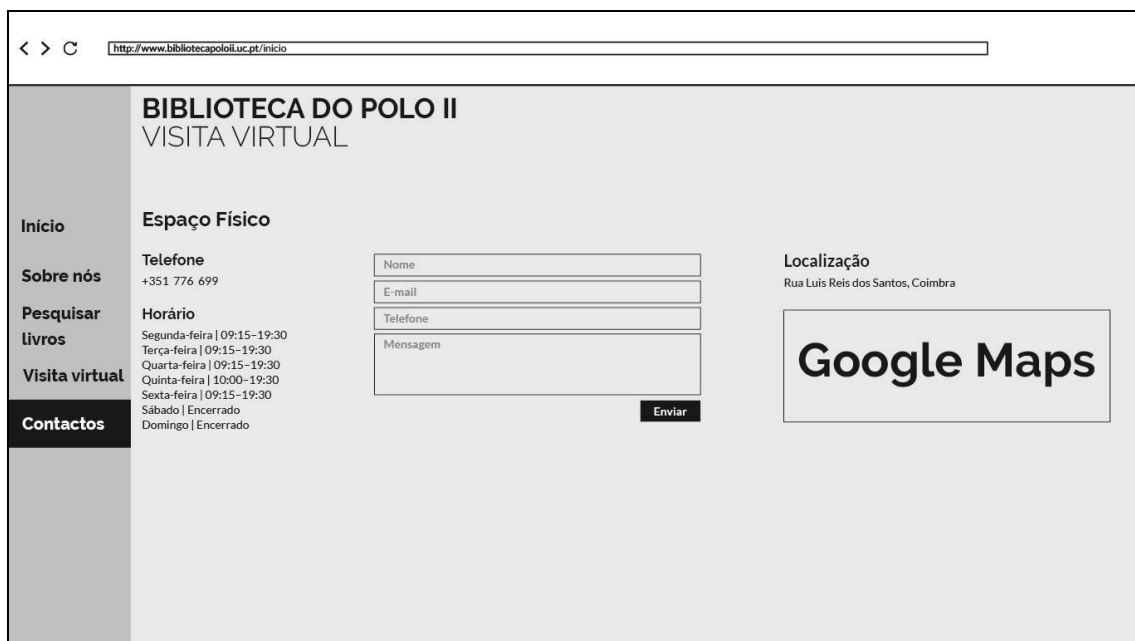 http://www.bibliotecapoloii.uc.pt/inicio
BIBLIOTECA DO POLO II
VISITA VIRTUAL
Início
Sobre nós
Pesquisar
livros
Visita virtual
Contactos
Espaço Físico
Telefone
+351 776 699
Horário
Segunda-feira | 09:15–19:30
Terça-feira | 09:15–19:30
Quarta-feira | 09:15–19:30
Quinta-feira | 10:00–19:30
Sexta-feira | 09:15–19:30
Sábado | Encerrado
Domingo | Encerrado
Nome
E-mail
Telefone
Mensagem
Enviar
Localização
Rua Luis Reis dos Santos, Coimbra
Google Maps